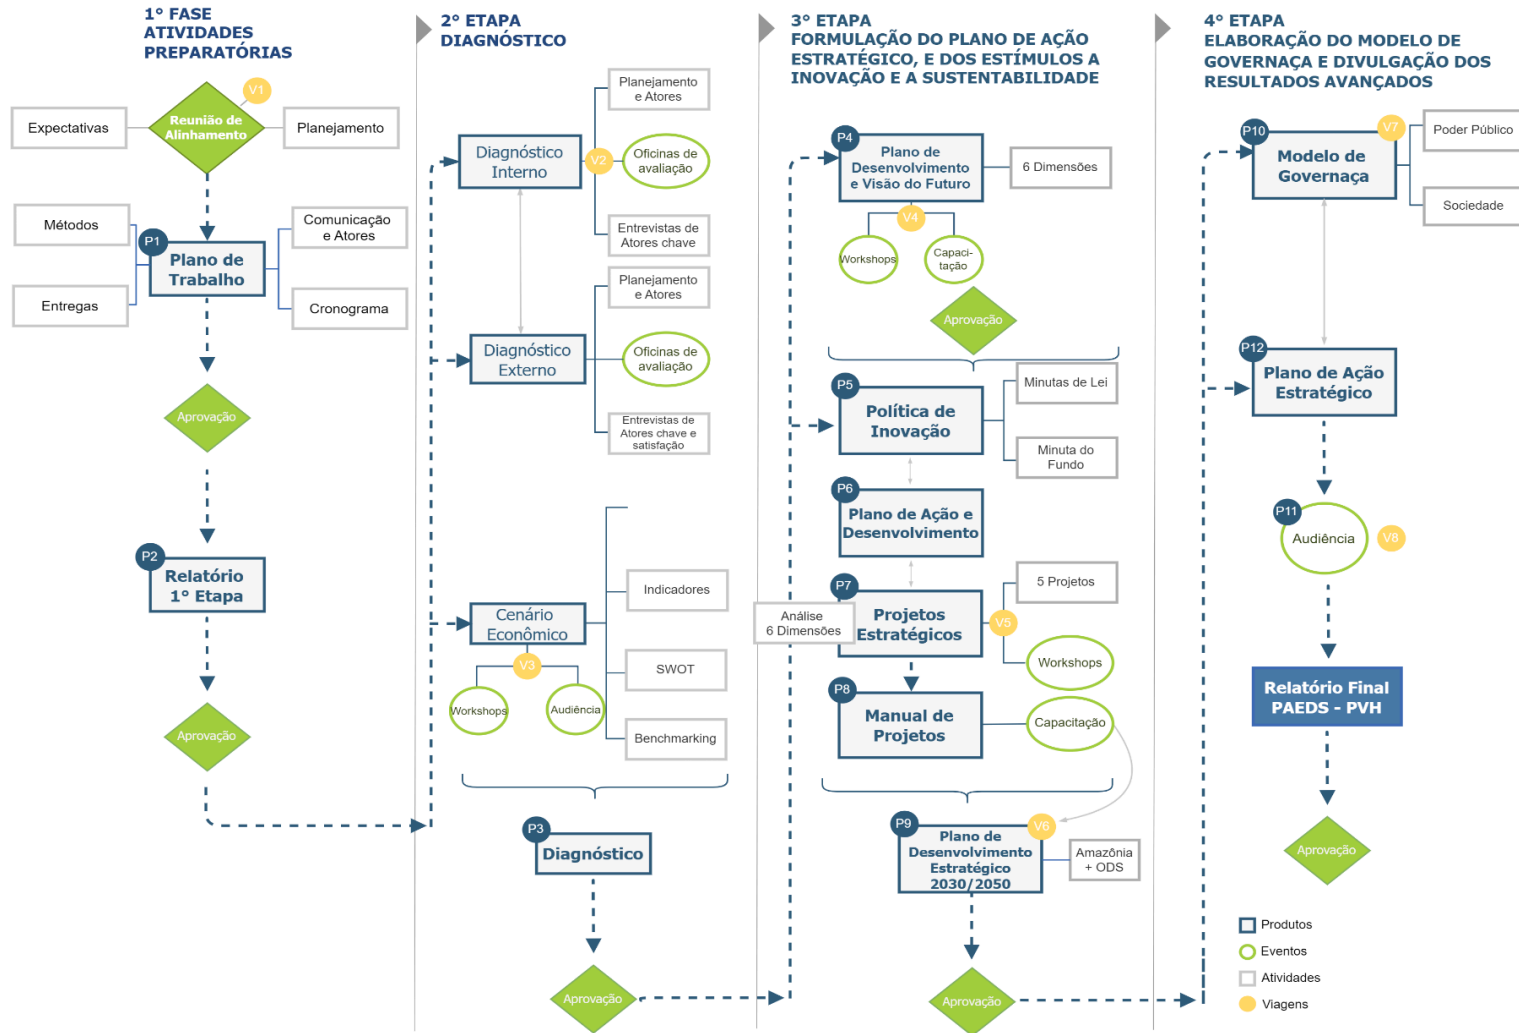 1° FASE
ATIVIDADES
PREPARATÓRIAS
V1
Reunião de
Alinhamento
Expectativas
Planejamento
Métodos
Comunicação
e Atores
P1
Plano de
Trabalho
Entregas
Cronograma
Aprovação
P2
Relatório
1° Etapa
Aprovação
2° ETAPA
DIAGNÓSTICO
Planejamento
e Atores
Diagnóstico
Interno
V2
Oficinas de
avaliação
Entrevistas de
Atores chave
Planejamento
e Atores
Diagnóstico
Externo
Oficinas de
avaliação
Entrevistas de
Atores chave e
satisfação
Indicadores
Cenário
Econômico
V3
SWOT
Workshops
Audiência
Benchmarking
P3
Diagnóstico
Aprovação
3° ETAPA
FORMULAÇÃO DO PLANO DE AÇÃO
ESTRATÉGICO, E DOS ESTÍMULOS A
INOVAÇÃO E A SUSTENTABILIDADE
P4
Plano de
Desenvolvimento
e Visão do Futuro
6 Dimensões
V4
Workshops
Capaci-
tação
Aprovação
P5
Política de
Inovação
Minutas de Lei
Minuta do
Fundo
P6
Plano de Ação e
Desenvolvimento
P7
Projetos
Estratégicos
Análise
6 Dimensões
V5
5 Projetos
Workshops
P8
Manual de
Projetos
Capacitação
P9
V6
Plano de
Desenvolvimento
Estratégico
2030/2050
Amazônia
+ ODS
Aprovação
4° ETAPA
ELABORAÇÃO DO MODELO DE
GOVERNAÇA E DIVULGAÇÃO DOS
RESULTADOS AVANÇADOS
P10
V7
Modelo de
Governaça
Poder Público
Sociedade
P12
Plano de Ação
Estratégico
P11
Audiência
V8
Relatório Final
PAEDS - PVH
Aprovação
Produtos
Eventos
Atividades
Viagens